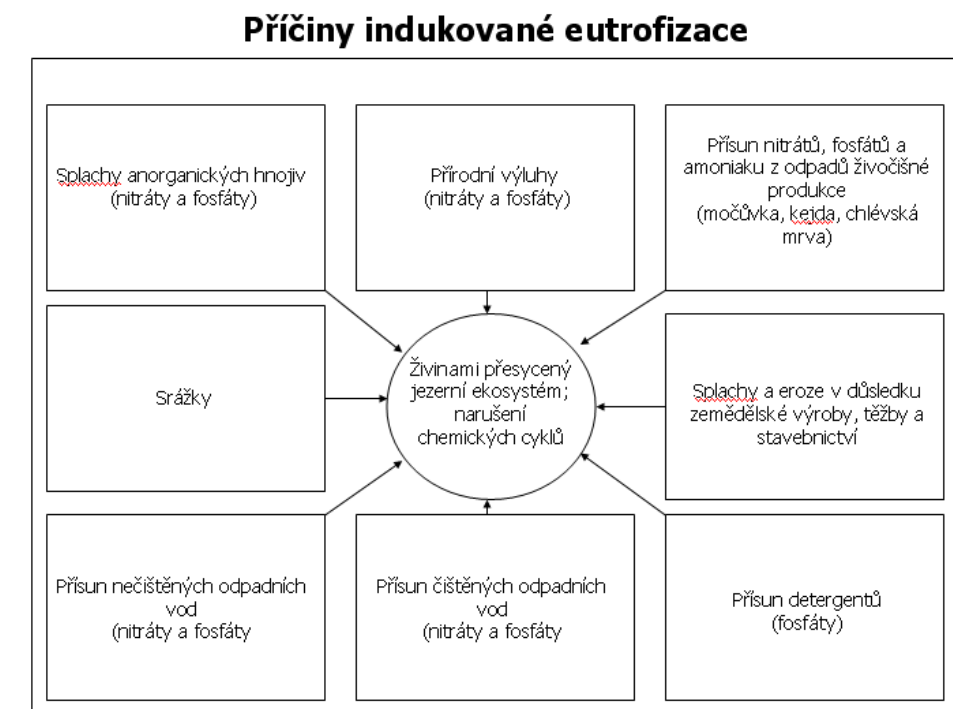 Příčiny indukované eutrofizace
Splachy anorganických hnojiv
(nitráty a fosfáty)
Přírodní výluhy
(nitráty a fosfáty)
Přísun nitrátů, fosfátů a
amoniaku z odpadů živočišné
produkce
(močůvka, kejda, chlévská
mrva)
Srážky
Živinami přesycený
jezerní ekosystém;
narušení
chemických cyklů
Splachy a eroze v důsledku
zemědělské výroby, těžby a
stavebnictví
Přísun nečištěných odpadních
vod
(nitráty a fosfáty
Přísun čištěných odpadních
vod
(nitráty a fosfáty
Přísun detergentů
(fosfáty)